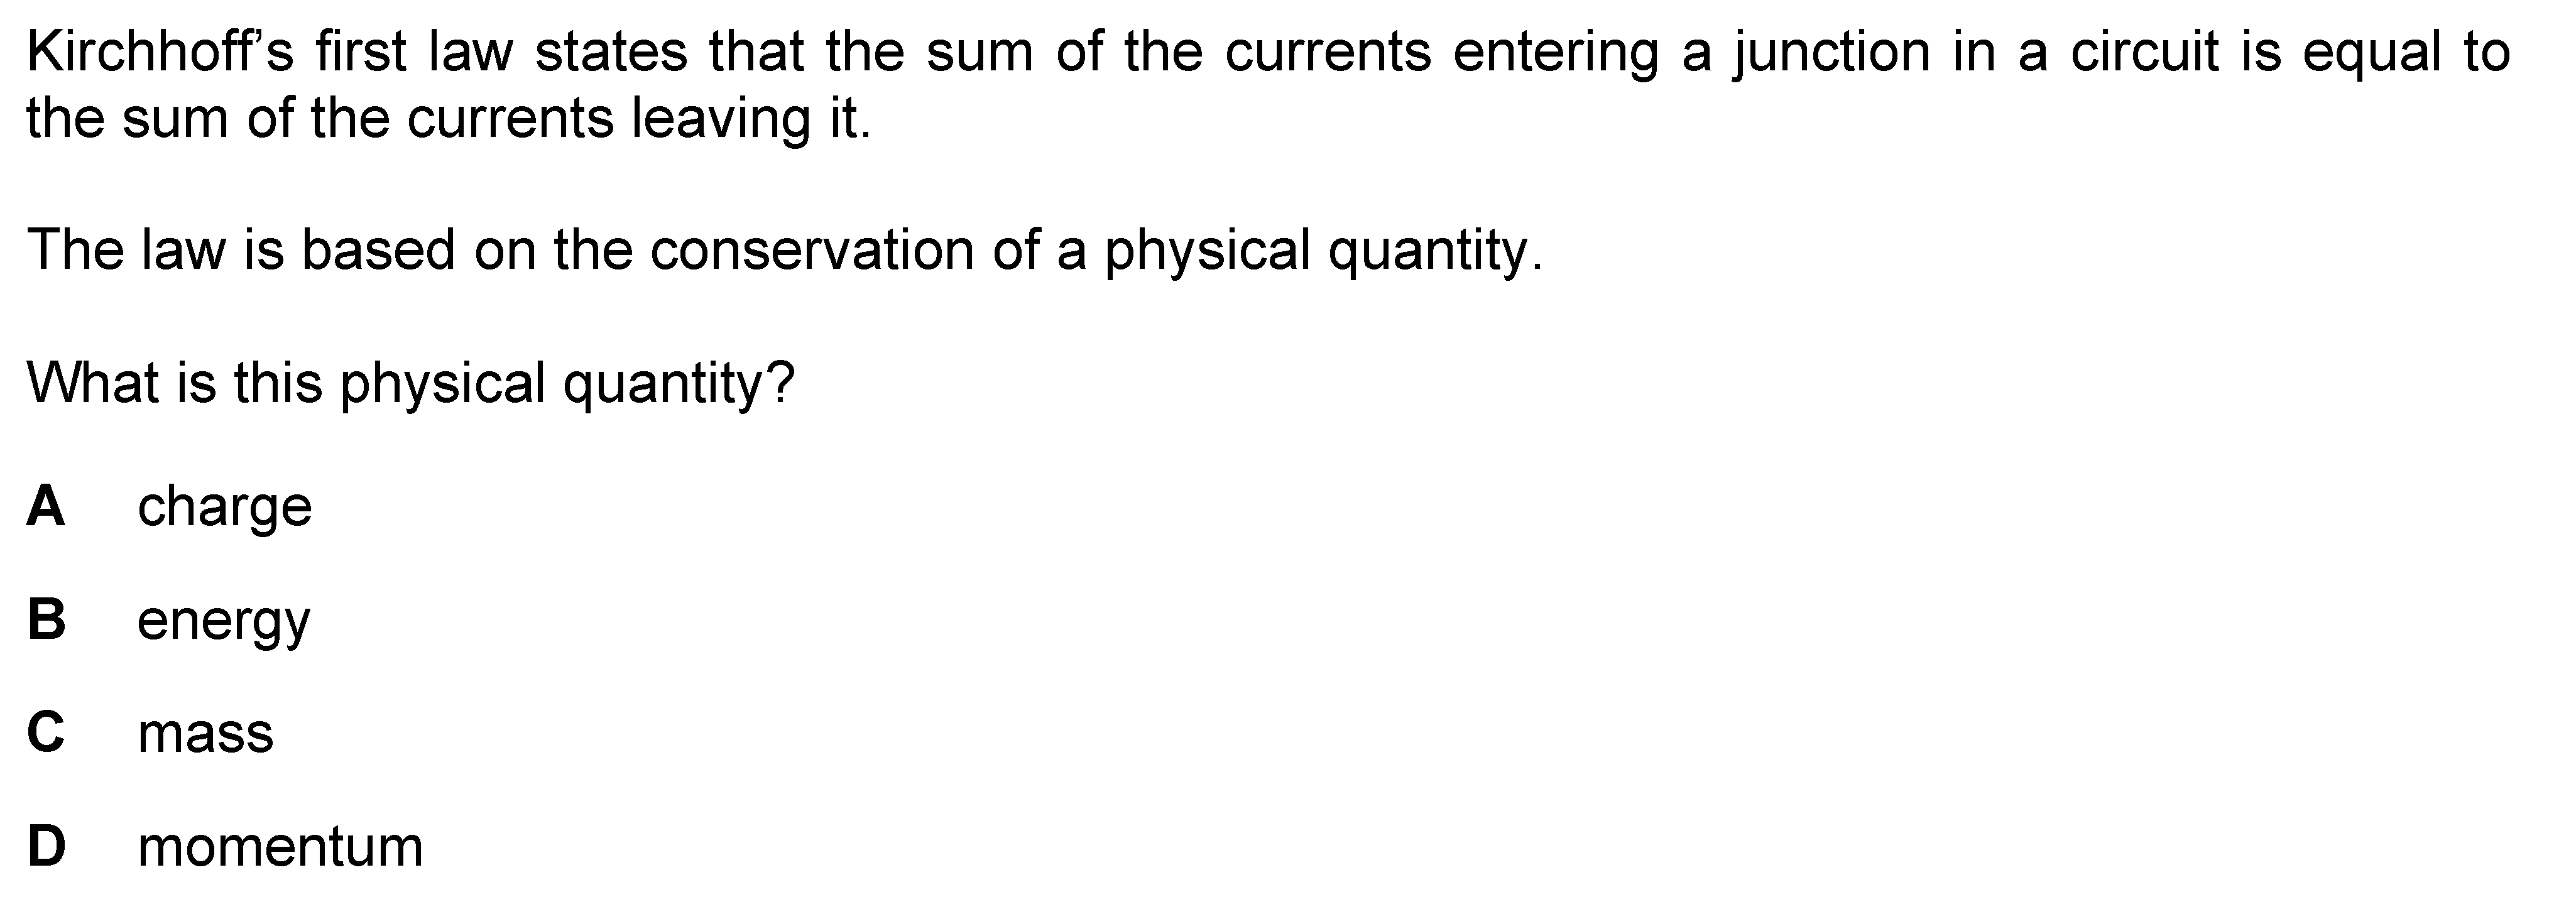 Kirchhoff’s first law states that the sum of the currents entering a junction in a circuit is equal to
the sum of the currents leaving it.
The law is based on the conservation of a physical quantity.
What is this physical quantity?
A charge
B energy
C mass
D momentum